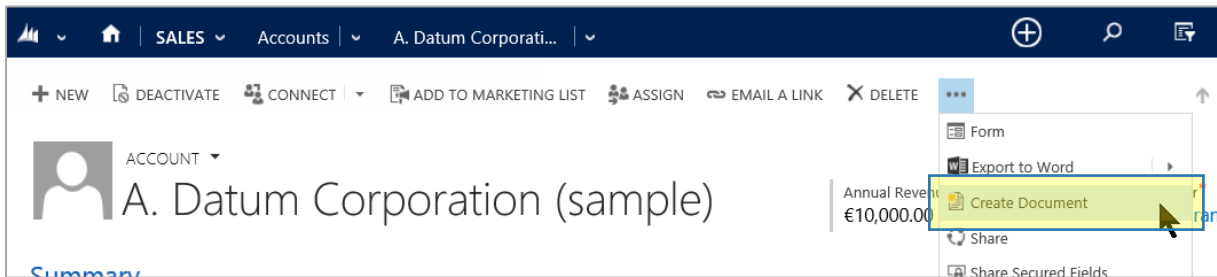 SALES Accounts A. Datum Corporati...
NEW DEACTIVATE CONNECT ADD TO MARKETING LIST ASSIGN EMAIL A LINK DELETE
Form
ACCOUNT
Export to Word
A. Datum Corporation (sample)
Annual Revenu
Create Document
€10,000.00
Share
Summary
Share Secured Fields